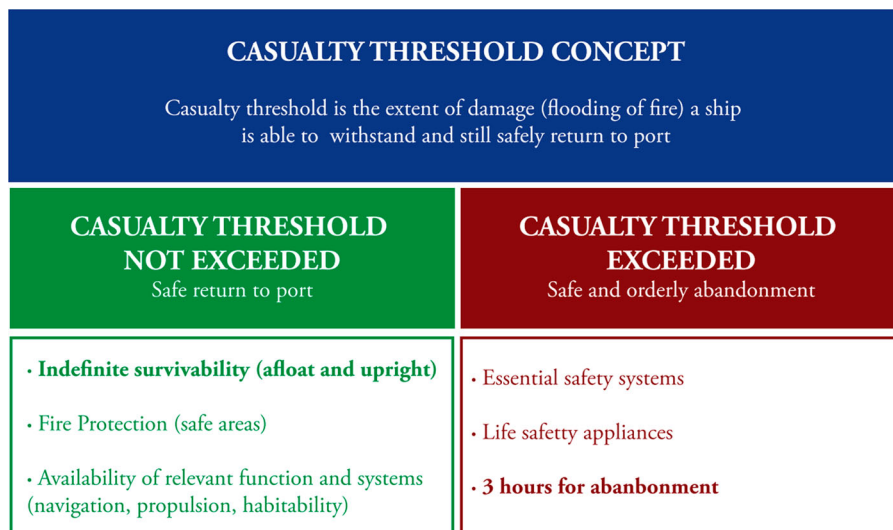 CASUALTY THRESHOLD CONCEPT
Casualty threshold is the extent of damage (flooding of fire) a ship
is able to withstand and still safely return to port
CASUALTY THRESHOLD
NOT EXCEEDED
Safe return to port
CASUALTY THRESHOLD
EXCEEDED
Safe and orderly abandonment
· Indefinite survivability (afloat and upright)
· Fire Protection (safe areas)
· Availability of relevant function and systems
(navigation, propulsion, habitability)
· Essential safety systems
· Life safetty appliances
· 3 hours for abanbonment